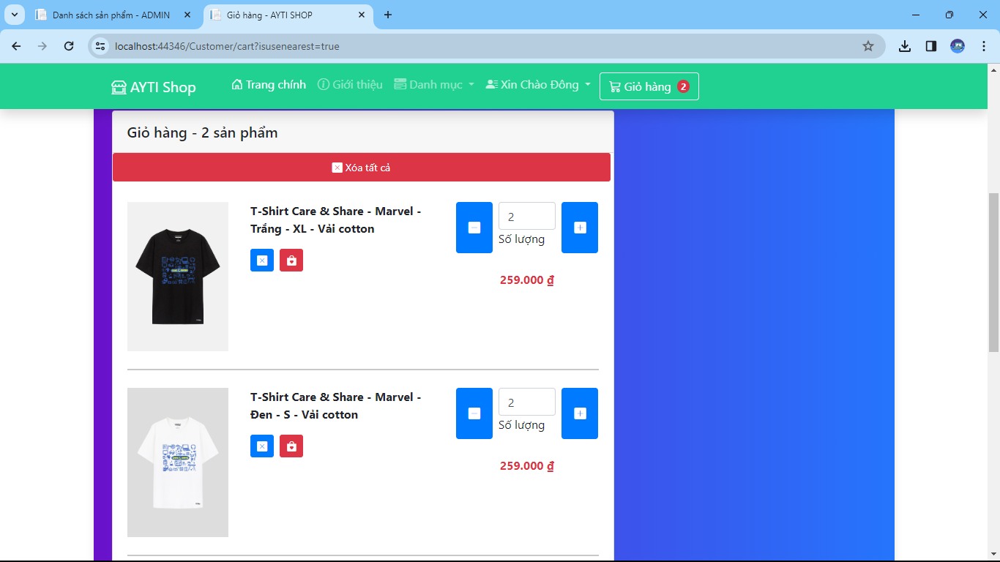 Danh sách sản phẩm - ADMIN
Giỏ hàng - AYTI SHOP
localhost:44346/Customer/cart?isusenearest=true
AYTI Shop
Trang chính
Giới thiệu
Danh mục
Xin Chào Đông
Giỏ hàng 2
Giỏ hàng - 2 sản phẩm
Xóa tất cả
T-Shirt Care & Share - Marvel -
Trắng - XL - Vải cotton
2
Số lượng
259.000 ₫
T-Shirt Care & Share - Marvel -
Đen - S - Vải cotton
2
Số lượng
259.000 ₫